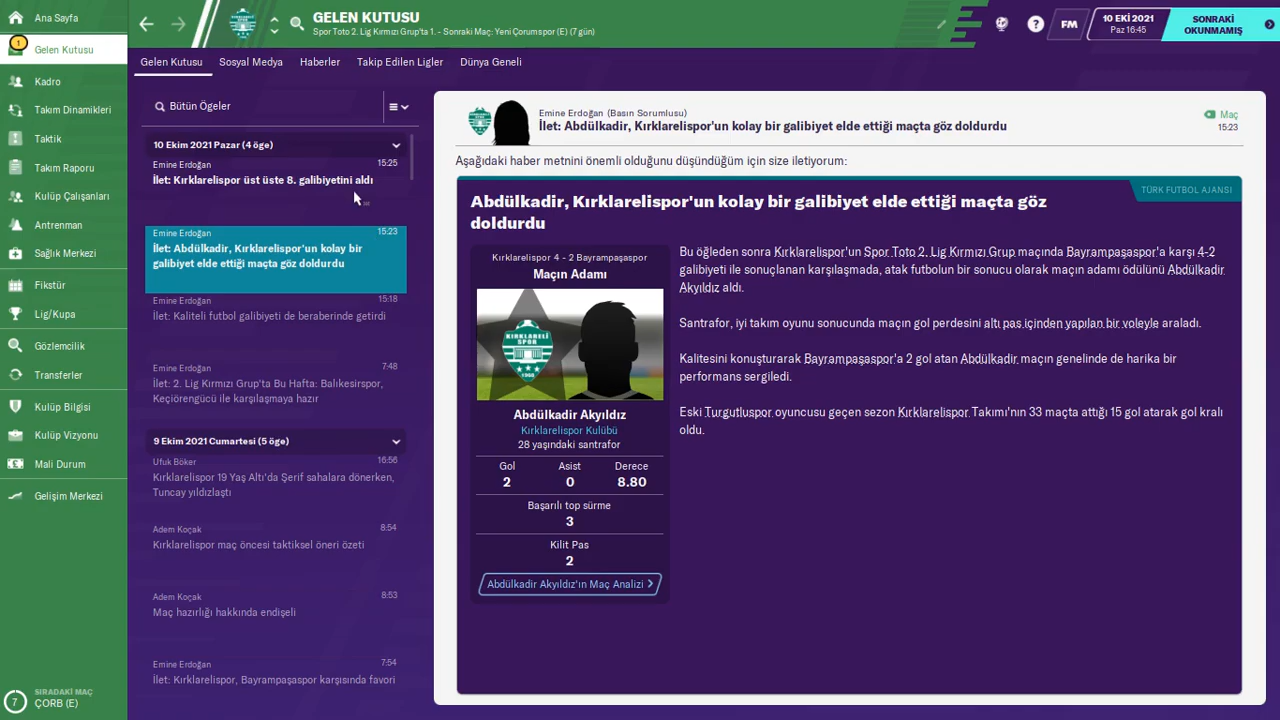 Ana Sayfa
1
Gelen Kutusu
Kadro
Takım Dinamikleri
Taktik
Takım Raporu
Kulüp Çalışanları
Antrenman
Sağlık Merkezi
Fikstür
Lig/Kupa
Gözlemcilik
Transferler
Kulüp Bilgisi
Kulüp Vizyonu
Mali Durum
Gelişim Merkezi
7
SIRADAKİ MAÇ
ÇORB (E)
GELEN KUTUSU
Spor Toto 2. Lig Kırmızı Grup'ta 1. - Sonraki Maç: Yeni Çorumspor (E) (7 gün)
?
FM
10 EKİ 2021
Paz 16:45
SONRAKİ
OKUNMAMIŞ
Gelen Kutusu
Sosyal Medya
Haberler
Takip Edilen Ligler
Dünya Geneli
Bütün Ögeler
10 Ekim 2021 Pazar (4 öge)
Emine Erdoğan 15:25
İlet: Kırklarelispor üst üste 8. galibiyetini aldı
Emine Erdoğan 15:23
İlet: Abdülkadir, Kırklarelispor'un kolay bir
galibiyet elde ettiği maçta göz doldurdu
Emine Erdoğan 15:18
İlet: Kaliteli futbol galibiyeti de beraberinde getirdi
Emine Erdoğan 7:48
İlet: 2. Lig Kırmızı Grup'ta Bu Hafta: Balıkesirspor,
Keçiörengücü ile karşılaşmaya hazır
9 Ekim 2021 Cumartesi (5 öge)
Ufuk Böker 16:56
Kırklarelispor 19 Yaş Altı'da Şerif sahalara dönerken,
Tuncay yıldızlaştı
Adem Koçak 8:54
Kırklarelispor maç öncesi taktiksel öneri özeti
Adem Koçak 8:53
Maç hazırlığı hakkında endişeli
Emine Erdoğan 7:54
İlet: Kırklarelispor, Bayrampaşaspor karşısında favori
Emine Erdoğan (Basın Sorumlusu)
İlet: Abdülkadir, Kırklarelispor'un kolay bir galibiyet elde ettiği maçta göz doldurdu
Maç
15:23
Aşağıdaki haber metnini önemli olduğunu düşündüğüm için size iletiyorum:
TÜRK FUTBOL AJANSI
Abdülkadir, Kırklarelispor'un kolay bir galibiyet elde ettiği maçta göz
doldurdu
Kırklarelispor 4 - 2 Bayrampaşaspor
Maçın Adamı
KIRKLARELİ
SPOR
1968
Abdülkadir Akyıldız
Kırklarelispor Kulübü
28 yaşındaki santrafor
Gol Asist Derece
2 0 8.80
Başarılı top sürme
3
Kilit Pas
2
Abdülkadir Akyıldız'ın Maç Analizi
Bu öğleden sonra Kırklarelispor'un Spor Toto 2. Lig Kırmızı Grup maçında Bayrampaşaspor'a karşı 4-2
galibiyeti ile sonuçlanan karşılaşmada, atak futbolun bir sonucu olarak maçın adamı ödülünü Abdülkadir
Akyıldız aldı.
Santrafor, iyi takım oyunu sonucunda maçın gol perdesini altı pas içinden yapılan bir voleyle araladı.
Kalitesini konuşturarak Bayrampaşaspor'a 2 gol atan Abdülkadir maçın genelinde de harika bir
performans sergiledi.
Eski Turgutluspor oyuncusu geçen sezon Kırklarelispor Takımı'nın 33 maçta attığı 15 gol atarak gol kralı
oldu.